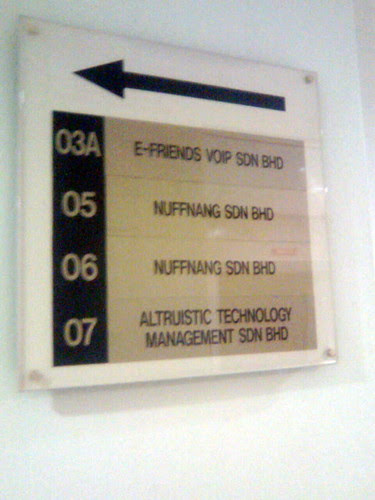 03A E-FRIENDS VOIP SDN BHD
05 NUFFNANG SDN BHD
06 NUFFNANG SDN BHD
07 ALTRUISTIC TECHNOLOGY
MANAGEMENT SDN BHD